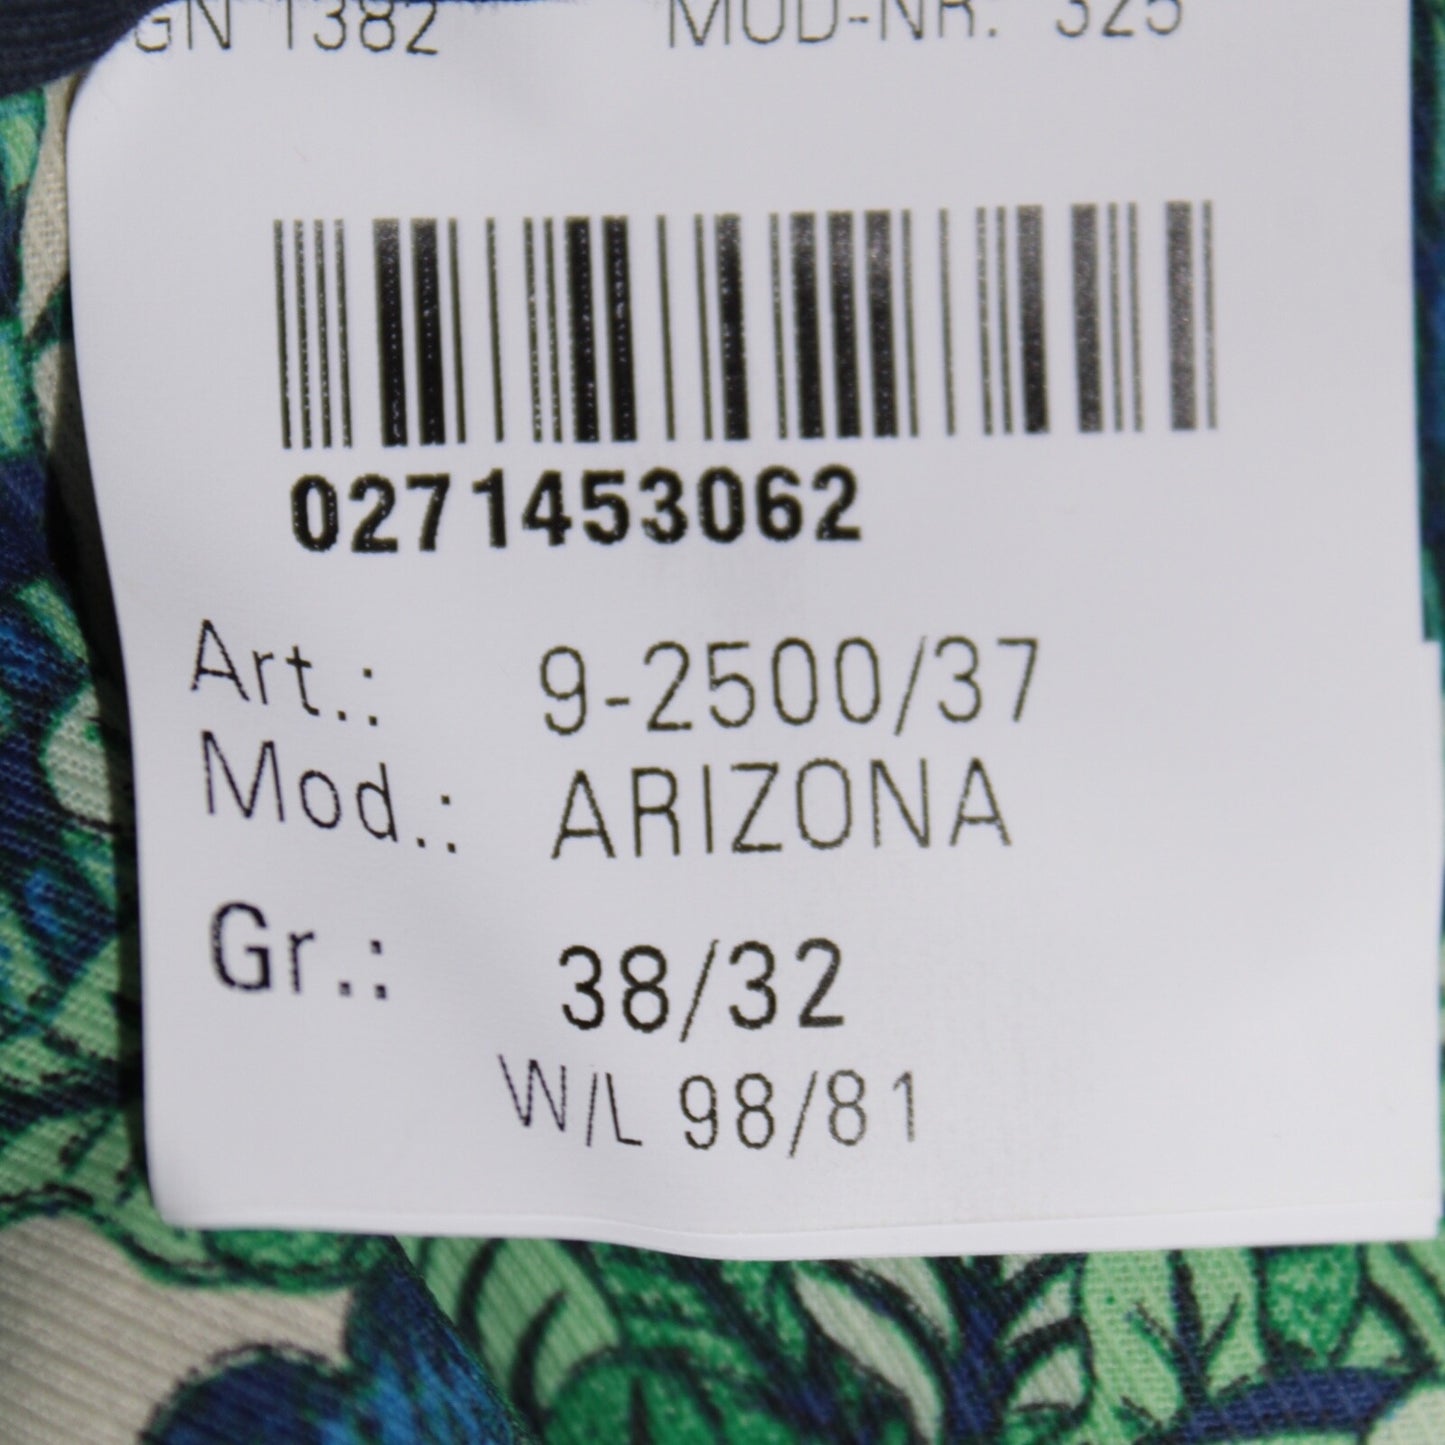 GN 1382 MOD-NR. 325
0271453062
Art.: 9-2500/37
Mod.: ARIZONA
Gr.: 38/32
W/L 98/81